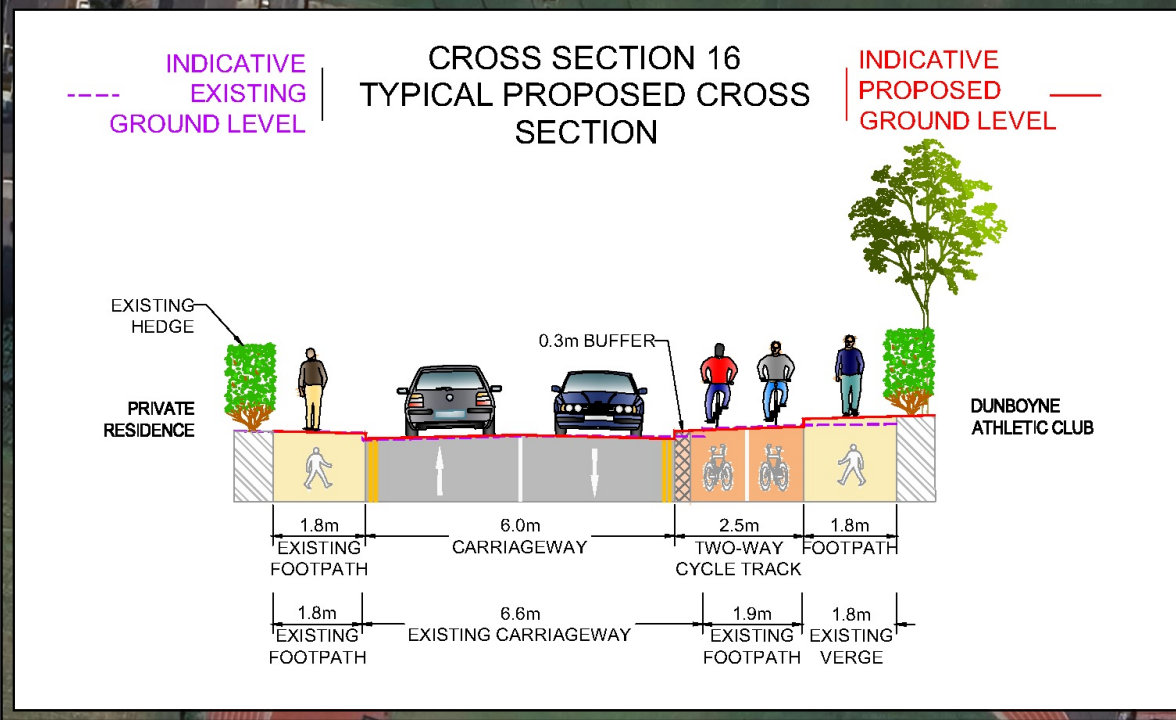 INDICATIVE
EXISTING
GROUND LEVEL
CROSS SECTION 16
TYPICAL PROPOSED CROSS
SECTION
INDICATIVE
PROPOSED
GROUND LEVEL
EXISTING
HEDGE
0.3m BUFFER
PRIVATE
RESIDENCE
DUNBOYNE
ATHLETIC CLUB
1.8m
EXISTING
FOOTPATH
6.0m
CARRIAGEWAY
2.5m
TWO-WAY
CYCLE TRACK
1.8m
FOOTPATH
1.8m
EXISTING
FOOTPATH
6.6m
EXISTING CARRIAGEWAY
1.9m
EXISTING
FOOTPATH
1.8m
EXISTING
VERGE